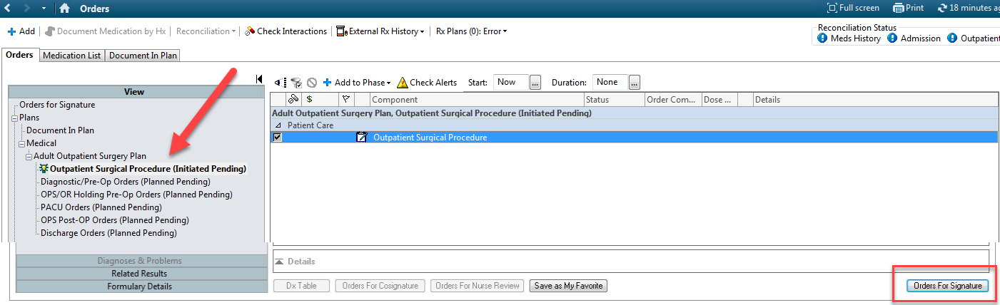 Orders
Full screen
Print
18 minutes ag
Add
Document Medication by Hx
Reconciliation
Check Interactions
External Rx History
Rx Plans (0): Error
Reconciliation Status
Meds History
Admission
Outpatient
Orders
Medication List
Document In Plan
View
Orders for Signature
Plans
Document In Plan
Medical
Adult Outpatient Surgery Plan
Outpatient Surgical Procedure (Initiated Pending)
Diagnostic/Pre-Op Orders (Planned Pending)
OPS/OR Holding Pre-Op Orders (Planned Pending)
PACU Orders (Planned Pending)
OPS Post-OP Orders (Planned Pending)
Discharge Orders (Planned Pending)
Diagnoses & Problems
Related Results
Formulary Details
Add to Phase
Check Alerts
Start:
Now
...
Duration:
None
...
$
Component
Status
Order Com...
Dose ...
Details
Adult Outpatient Surgery Plan, Outpatient Surgical Procedure (Initiated Pending)
Patient Care
Outpatient Surgical Procedure
Details
Dx Table
Orders For Cosignature
Orders For Nurse Review
Save as My Favorite
Orders For Signature